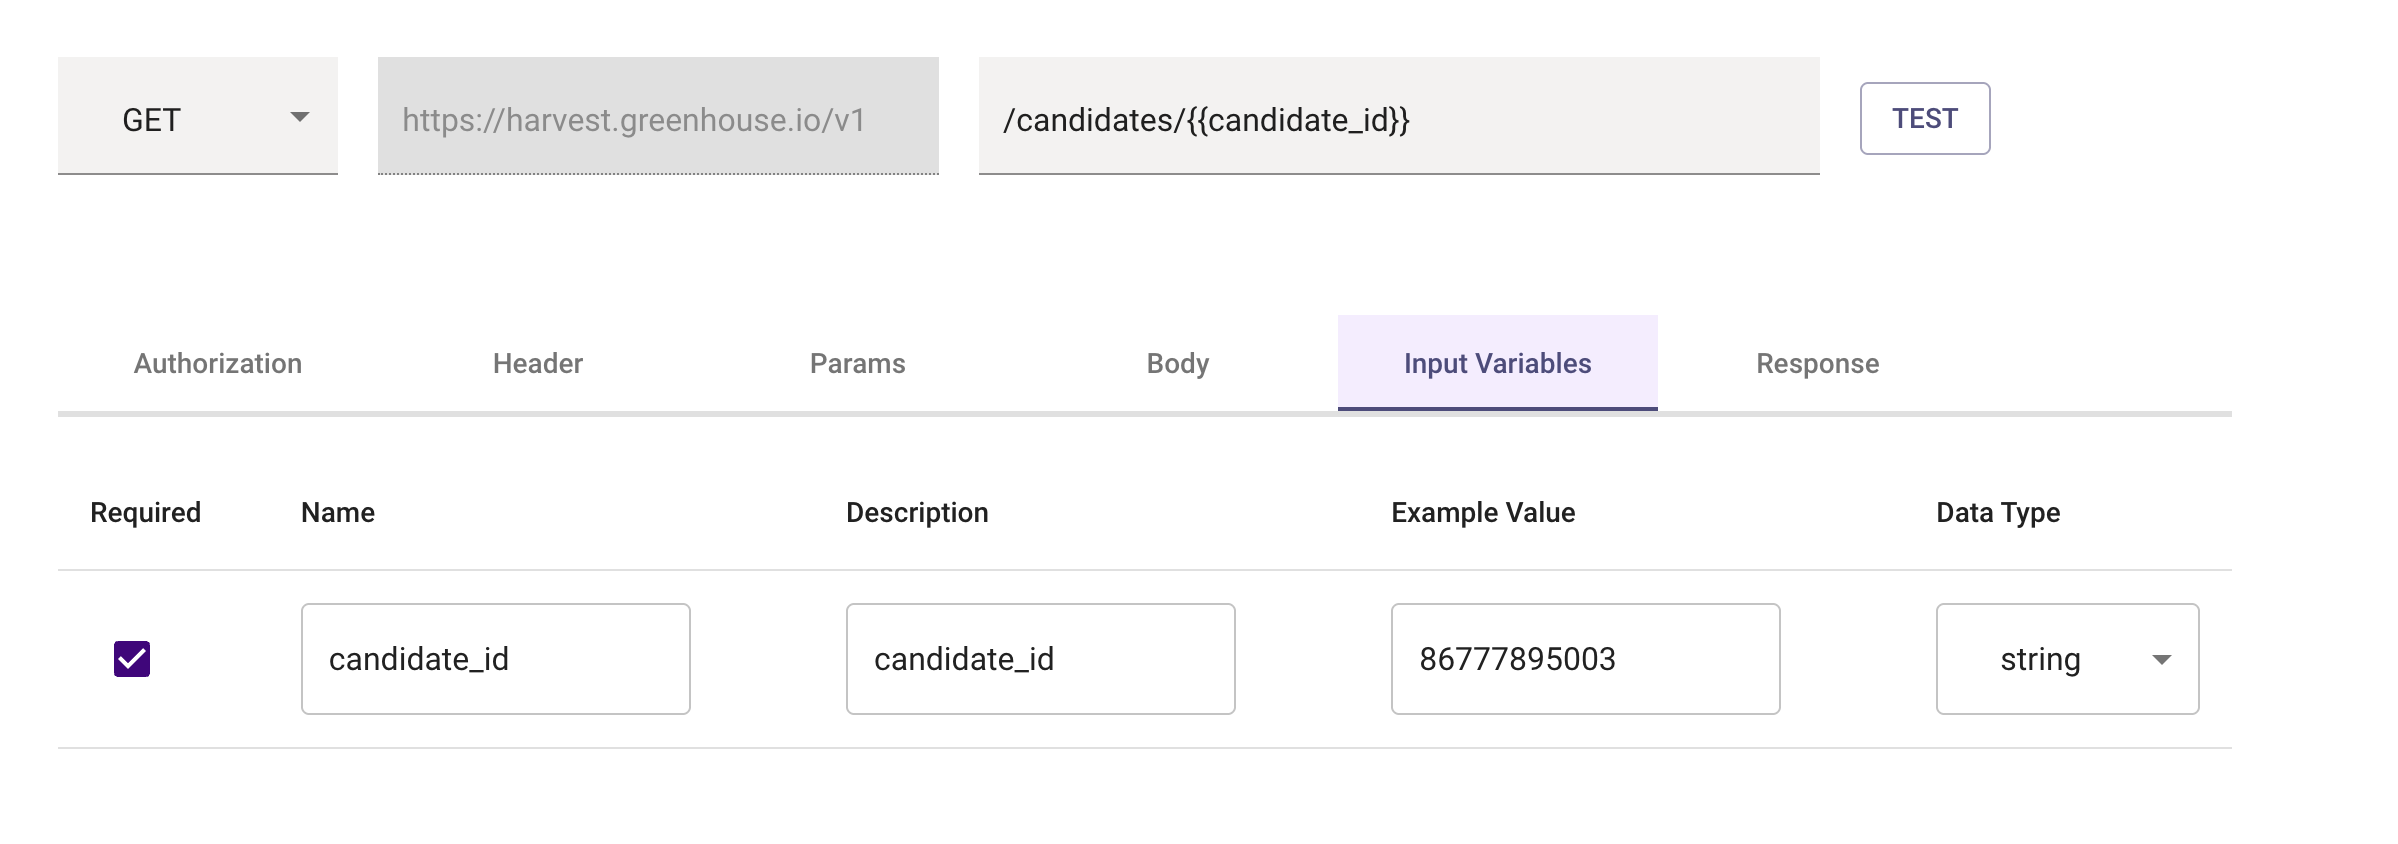 GET https://harvest.greenhouse.io/v1 /candidates/{{candidate_id}} TEST
Authorization Header Params Body Input Variables Response
Required Name Description Example Value Data Type
candidate_id candidate_id 86777895003 string